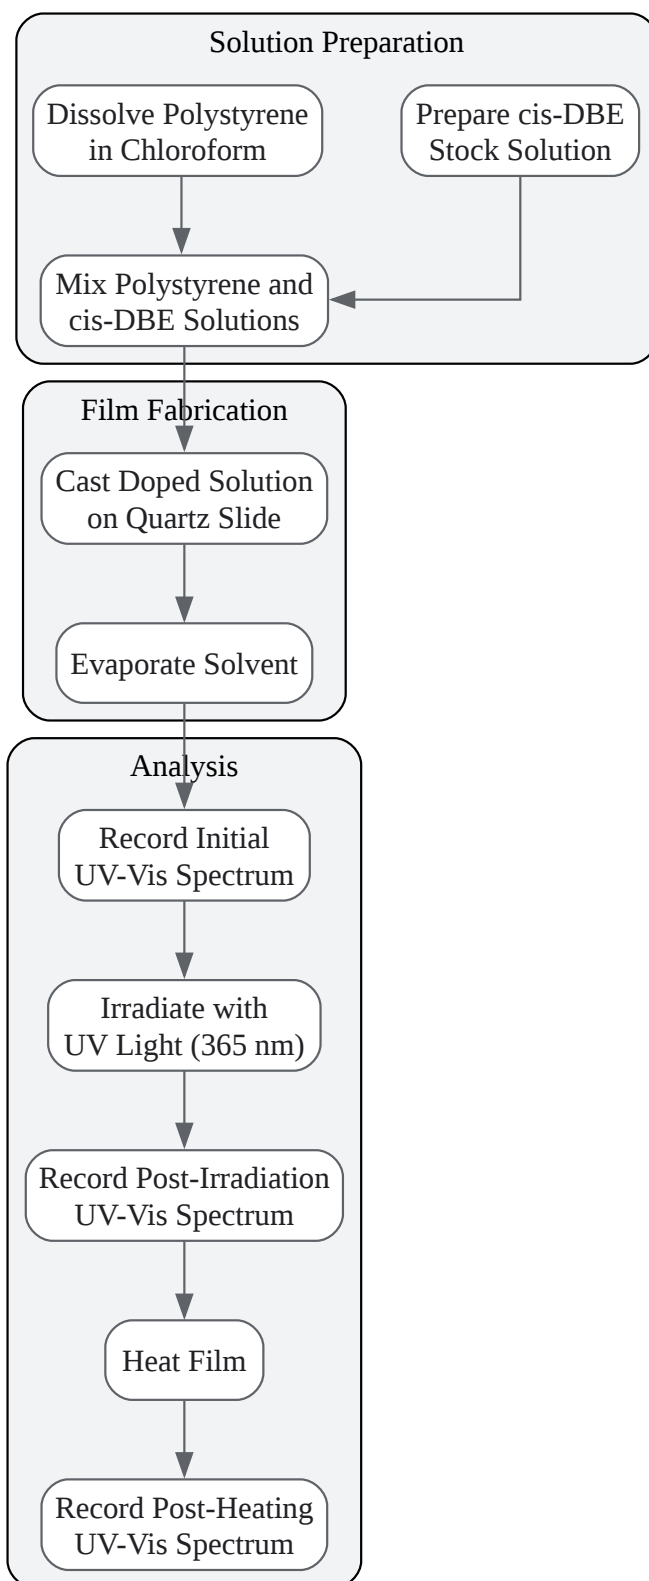 Solution Preparation
Dissolve Polystyrene
in Chloroform
Prepare cis-DBE
Stock Solution
Mix Polystyrene and
cis-DBE Solutions
Film Fabrication
Cast Doped Solution
on Quartz Slide
Evaporate Solvent
Analysis
Record Initial
UV-Vis Spectrum
Irradiate with
UV Light (365 nm)
Record Post-Irradiation
UV-Vis Spectrum
Heat Film
Record Post-Heating
UV-Vis Spectrum